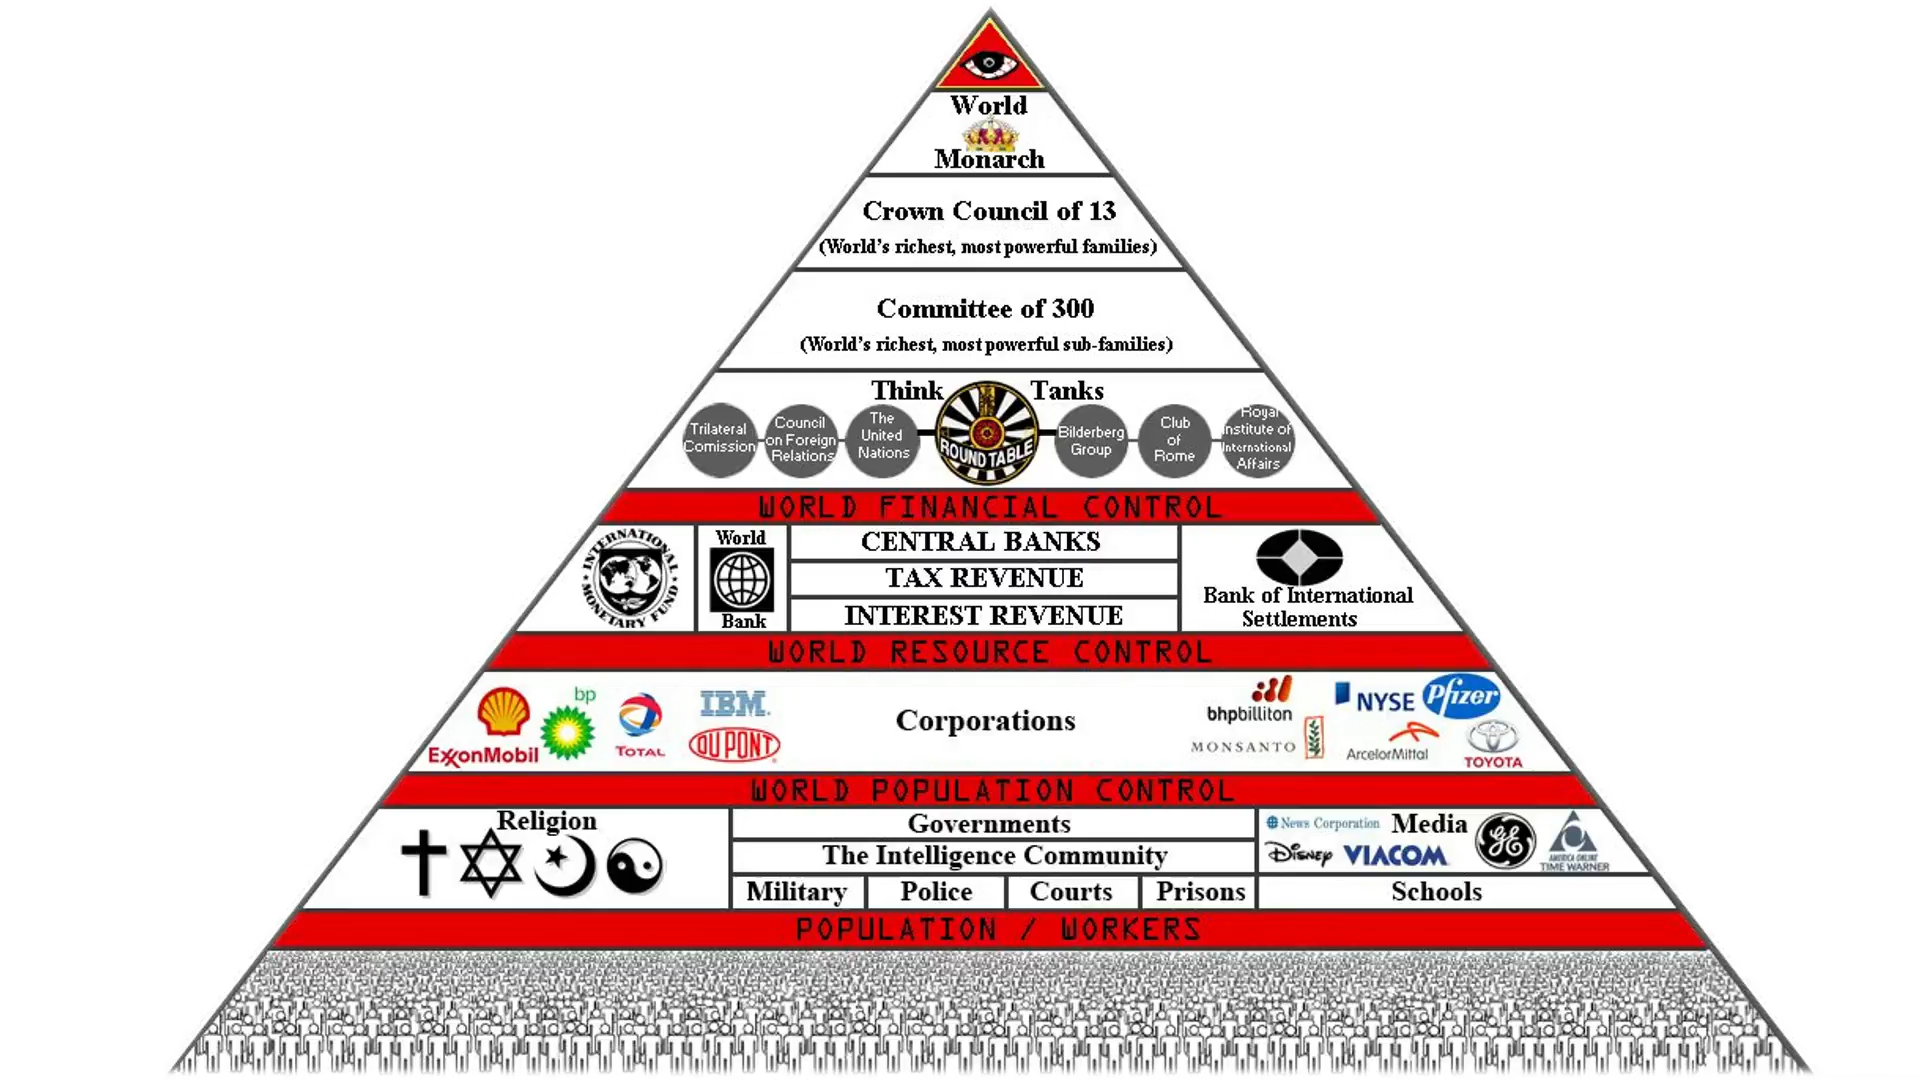 World
Monarch
Crown Council of 13
(World's richest, most powerful families)
Committee of 300
(World's richest, most powerful sub-families)
Think Tanks
Trilateral
Comission
Council
on Foreign
Relations
The
United
Nations
ROUND TABLE
Bilderberg
Group
Club
of
Rome
Royal
Institute of
International
Affairs
WORLD FINANCIAL CONTROL
INTERNATIONAL
MONETARY FUND
World
Bank
CENTRAL BANKS
TAX REVENUE
INTEREST REVENUE
Bank of International
Settlements
WORLD RESOURCE CONTROL
ExxonMobil
bp
TOTAL
IBM.
DU PONT
Corporations
bhpbilliton
MONSANTO
NYSE
Pfizer
ArcelorMittal
TOYOTA
WORLD POPULATION CONTROL
Religion
Governments
The Intelligence Community
Military
Police
Courts
Prisons
News Corporation
Media
Disney
VIACOM
GE
AMERICA ONLINE
TIME WARNER
Schools
POPULATION / WORKERS